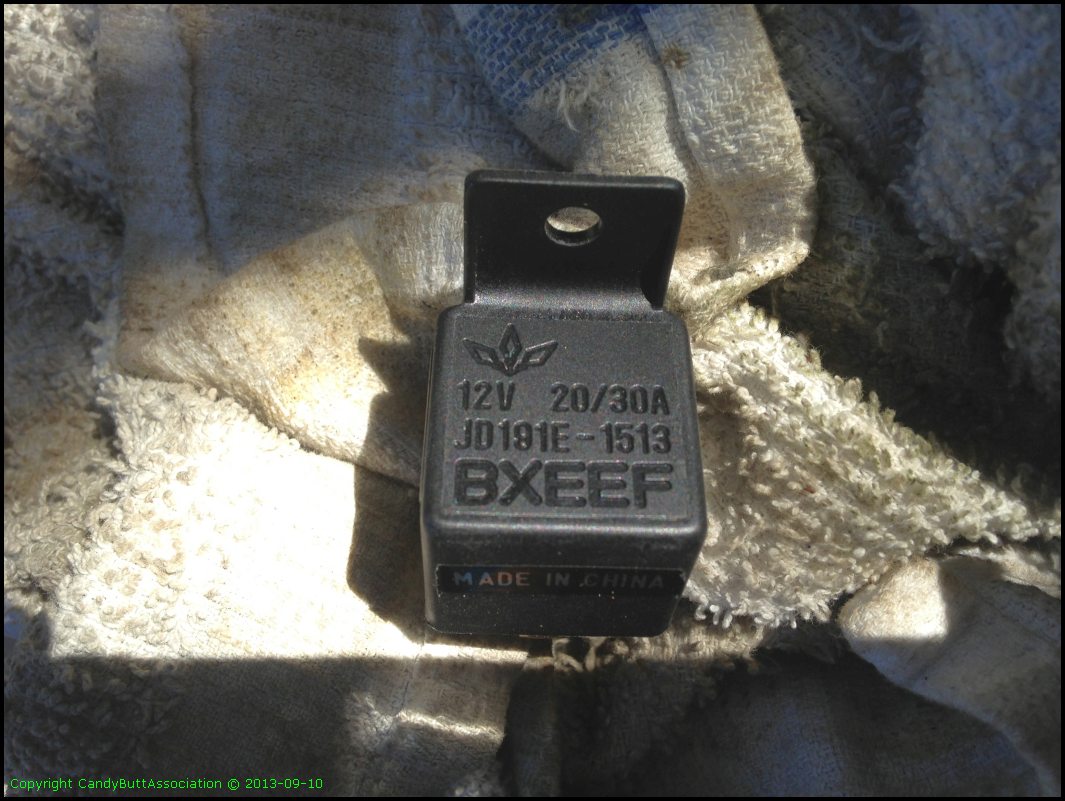 12V 20/30A
JD191E-1513
BXEEF
MADE IN CHINA
Copyright CandyButtAssociation © 2013-09-10